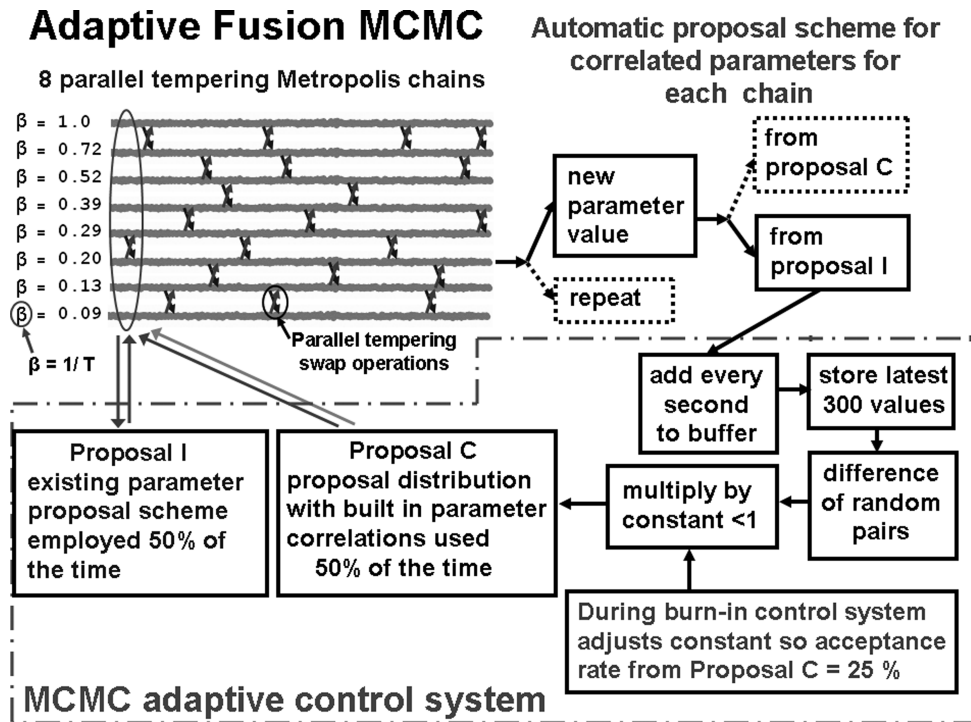 Adaptive Fusion MCMC
8 parallel tempering Metropolis chains
β = 1.0
β = 0.72
β = 0.52
β = 0.39
β = 0.29
β = 0.20
β = 0.13
β = 0.09
β = 1/ T
Parallel tempering
swap operations
Automatic proposal scheme for
correlated parameters for
each chain
new
parameter
value
repeat
from
proposal C
from
proposal I
add every
second
to buffer
store latest
300 values
difference
of random
pairs
multiply by
constant <1
Proposal I
existing parameter
proposal scheme
employed 50% of
the time
Proposal C
proposal distribution
with built in parameter
correlations used
50% of the time
During burn-in control system
adjusts constant so acceptance
rate from Proposal C = 25 %
MCMC adaptive control system